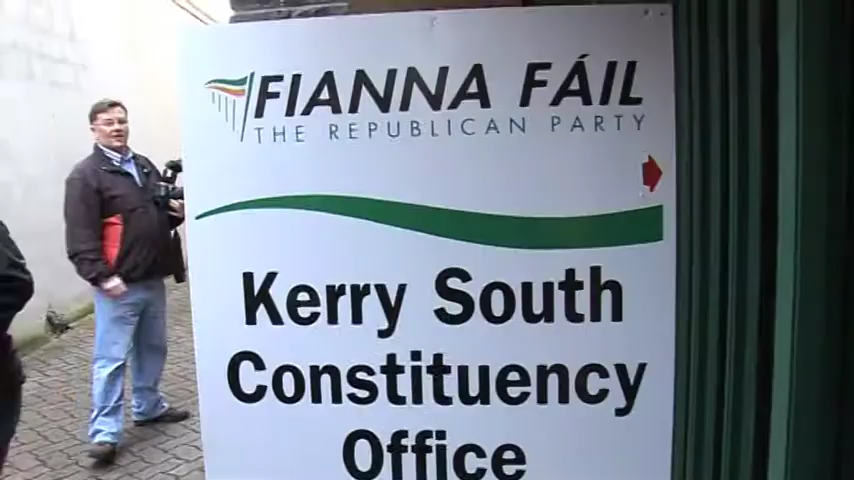 FIANNA FÁIL
THE REPUBLICAN PARTY
Kerry South
Constituency
Office